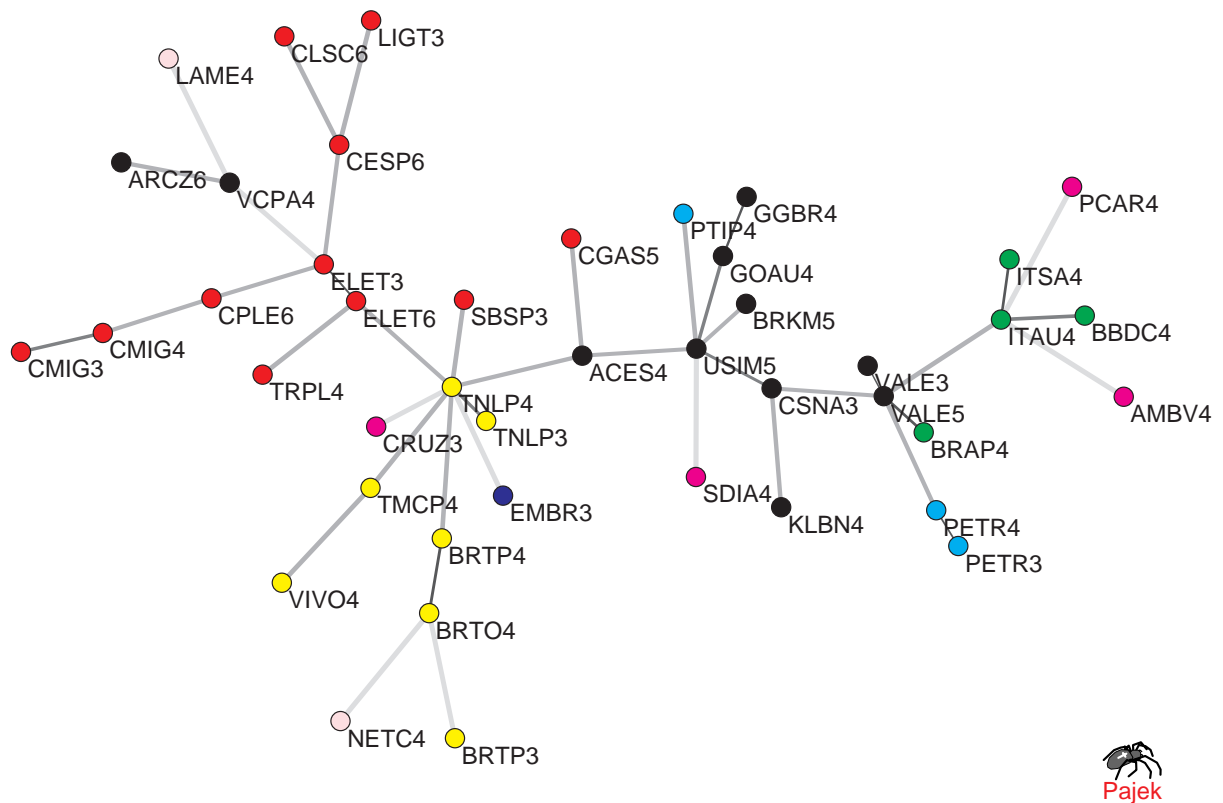 LIGT3
CLSC6
LAME4
CESP6
ARCZ6
VCPA4
PCAR4
GGBR4
PTIP4
CGAS5
GOAU4
ITSA4
ELET3
CPLE6
ELET6
SBSP3
BRKM5
ITAU4
BBDC4
CMIG4
CMIG3
USIM5
ACES4
VALE3
TRPL4
CSNA3
TNLP4
VALE5
AMBV4
TNLP3
CRUZ3
BRAP4
SDIA4
TMCP4
EMBR3
KLBN4
PETR4
BRTP4
PETR3
VIVO4
BRTO4
NETC4
BRTP3
Pajek